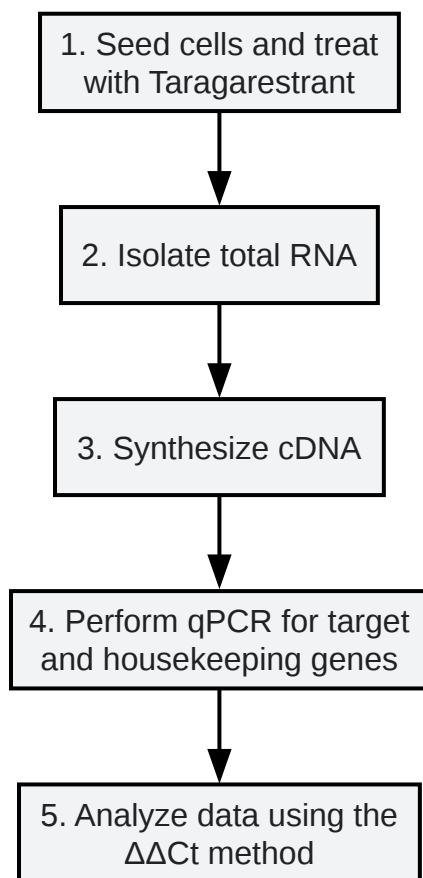 1. Seed cells and treat
with Taragarestrant
2. Isolate total RNA
3. Synthesize cDNA
4. Perform qPCR for target
and housekeeping genes
5. Analyze data using the
ΔΔCt method